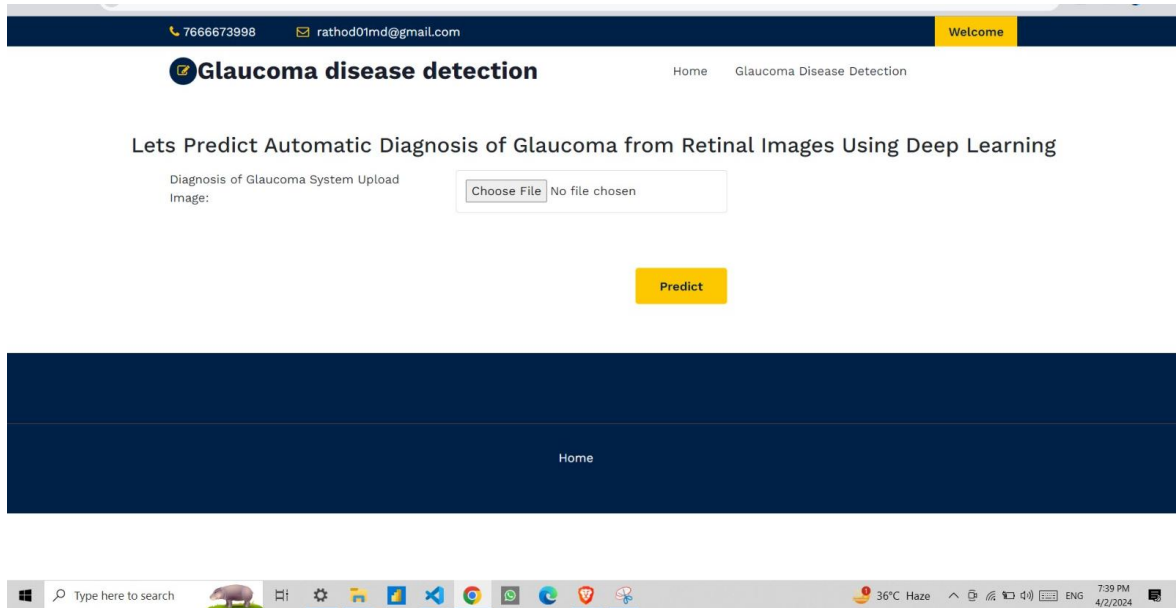 7666673998 rathod01md@gmail.com Welcome
Glaucoma disease detection Home Glaucoma Disease Detection
Lets Predict Automatic Diagnosis of Glaucoma from Retinal Images Using Deep Learning
Diagnosis of Glaucoma System Upload
Image:
Choose File No file chosen
Predict
Home
Type here to search 36°C Haze ENG 7:39 PM
4/2/2024